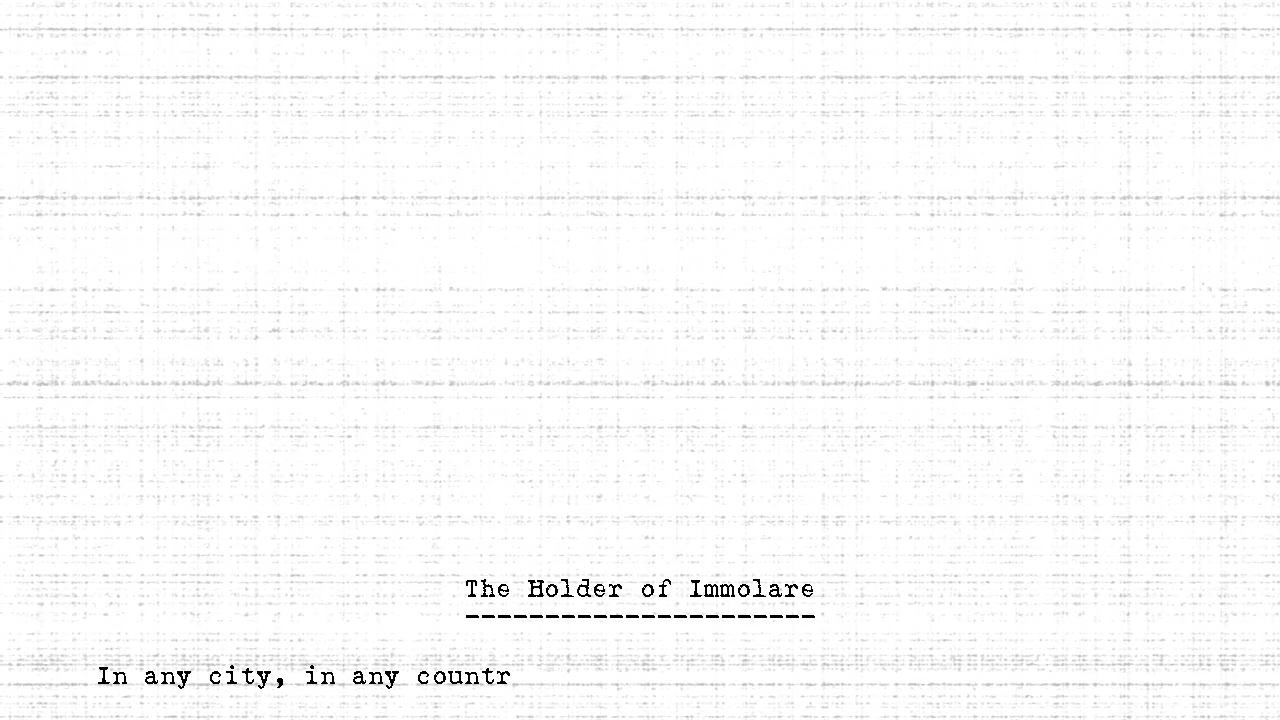 The Holder of Immolare
----------------------
In any city, in any countr